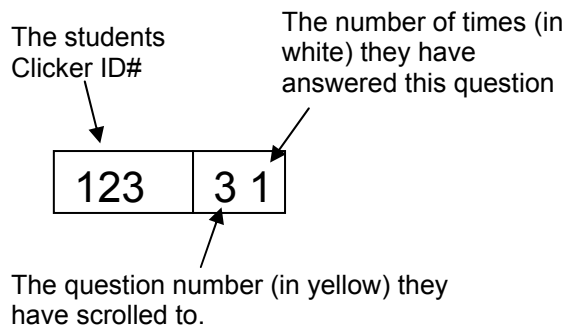 The students
Clicker ID#
The number of times (in
white) they have
answered this question
123 3 1
The question number (in yellow) they
have scrolled to.